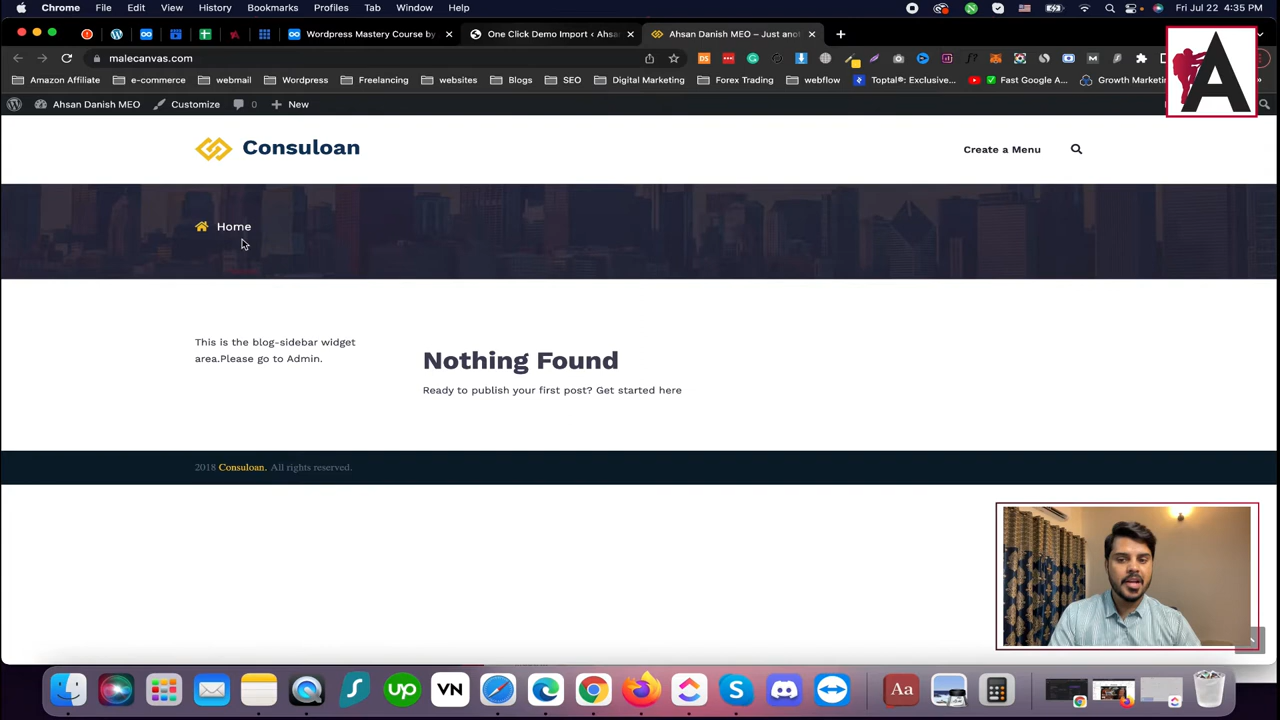 Chrome File Edit View History Bookmarks Profiles Tab Window Help Fri Jul 22 4:35 PM
Wordpress Mastery Course by One Click Demo Import ‹ Ahsan Ahsan Danish MEO – Just ano
malecanvas.com
Amazon Affiliate e-commerce webmail Wordpress Freelancing websites Blogs SEO Digital Marketing Forex Trading webflow Toptal®: Exclusive... Fast Google A... Growth Marketi
Ahsan Danish MEO Customize 0 New
A
Consuloan
Create a Menu
Home
This is the blog-sidebar widget
area.Please go to Admin.
Nothing Found
Ready to publish your first post? Get started here
2018 Consuloan. All rights reserved.
up VN Aa